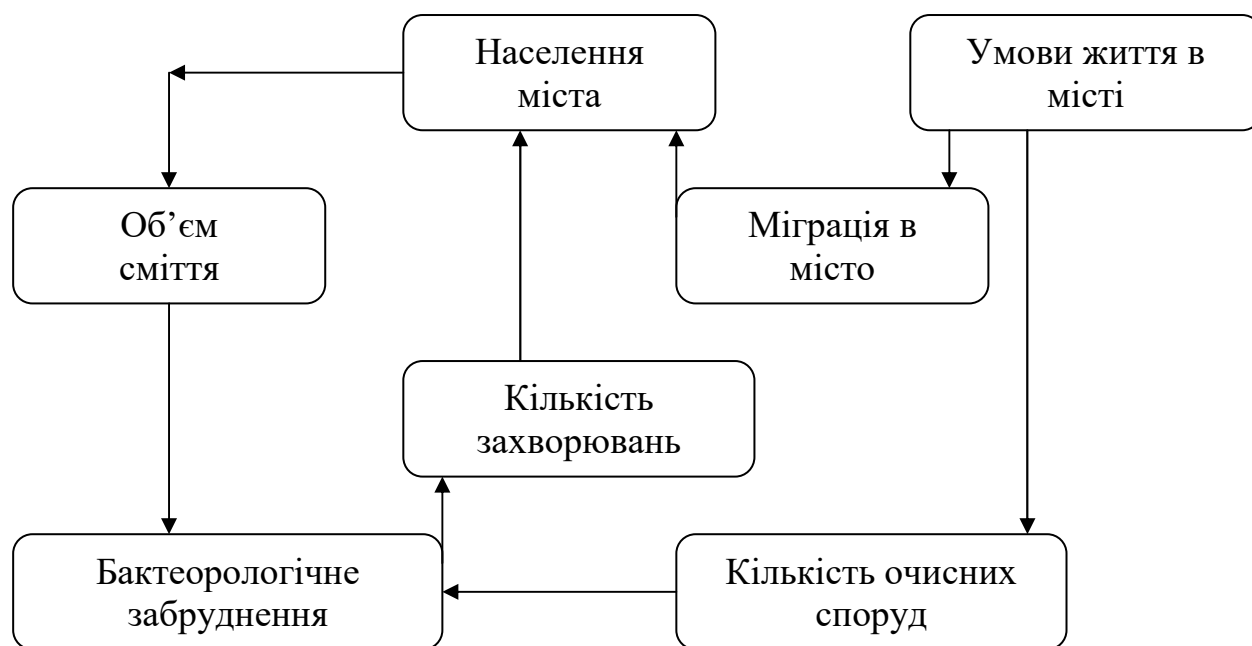 Населення
міста
Умови життя в
місті
Об’єм
сміття
Міграція в
місто
Кількість
захворювань
Бактеорологічне
забруднення
Кількість очисних
споруд